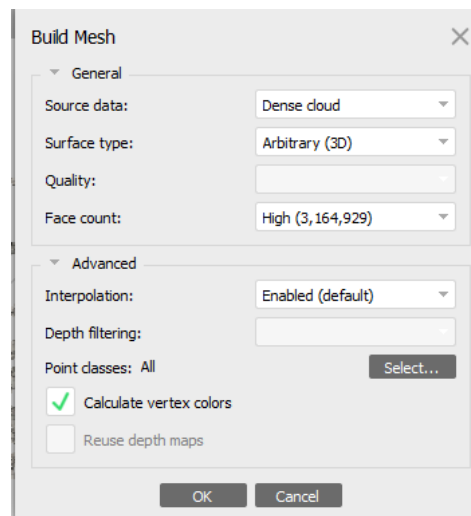 Build Mesh
General
Source data: Dense cloud
Surface type: Arbitrary (3D)
Quality:
Face count: High (3,164,929)
Advanced
Interpolation: Enabled (default)
Depth filtering:
Point classes: All Select...
Calculate vertex colors
Reuse depth maps
OK Cancel